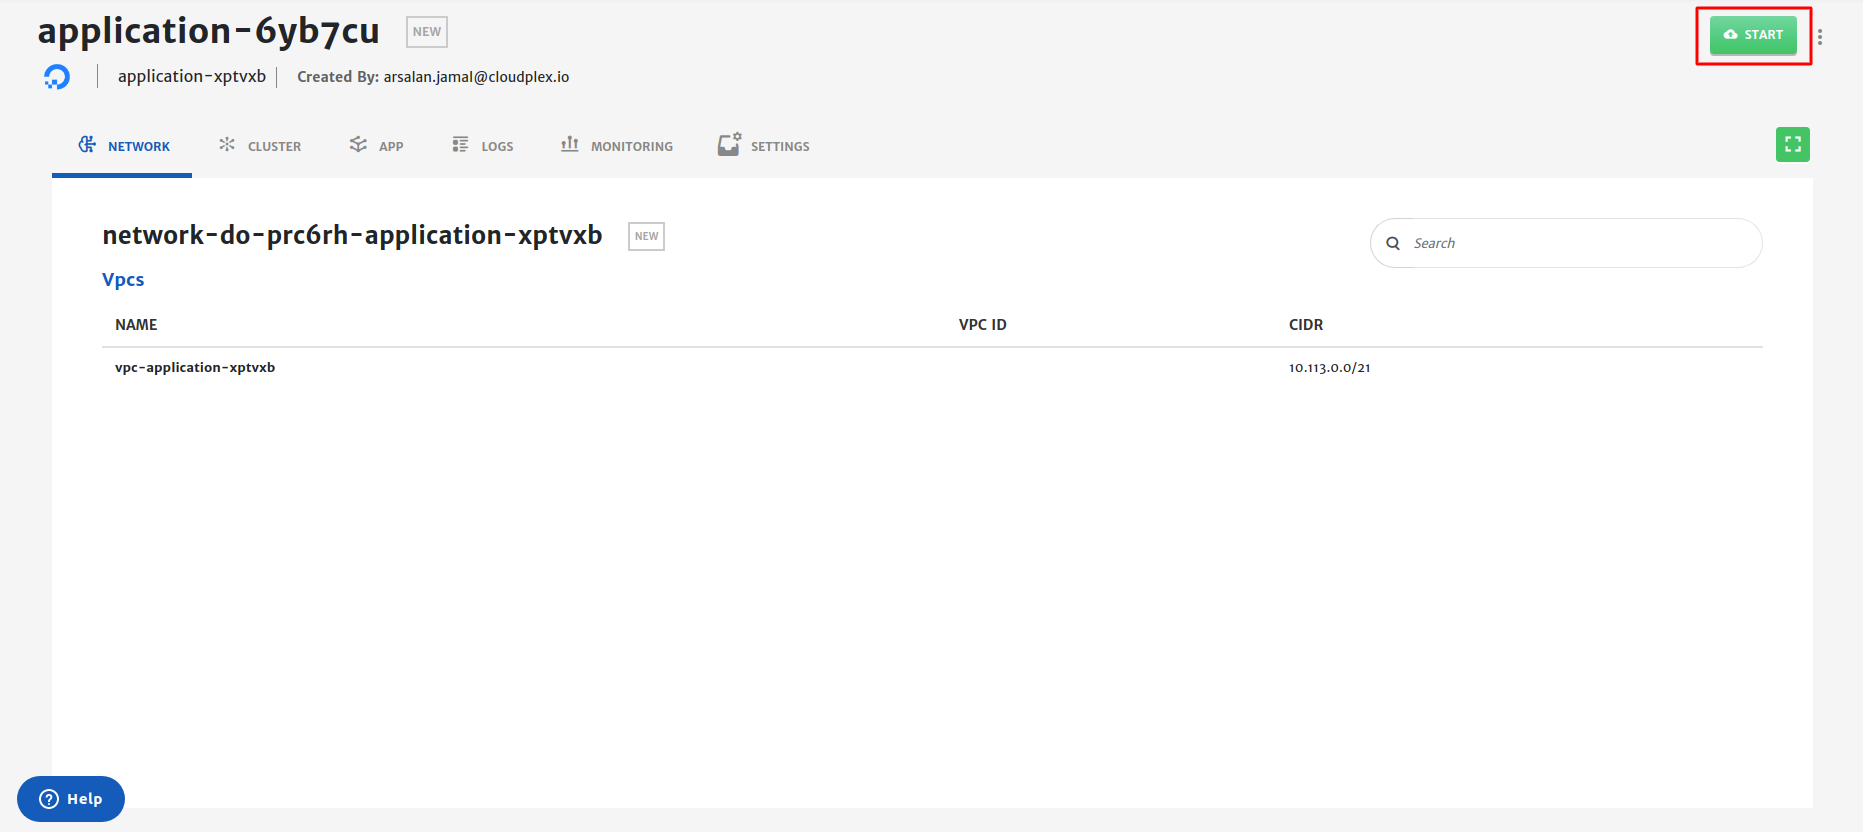 application-6yb7cu NEW START
application-xptvxb Created By: arsalan.jamal@cloudplex.io
NETWORK CLUSTER APP LOGS MONITORING SETTINGS
network-do-prc6rh-application-xptvxb NEW Search
Vpcs
NAME VPC ID CIDR
vpc-application-xptvxb 10.113.0.0/21
? Help